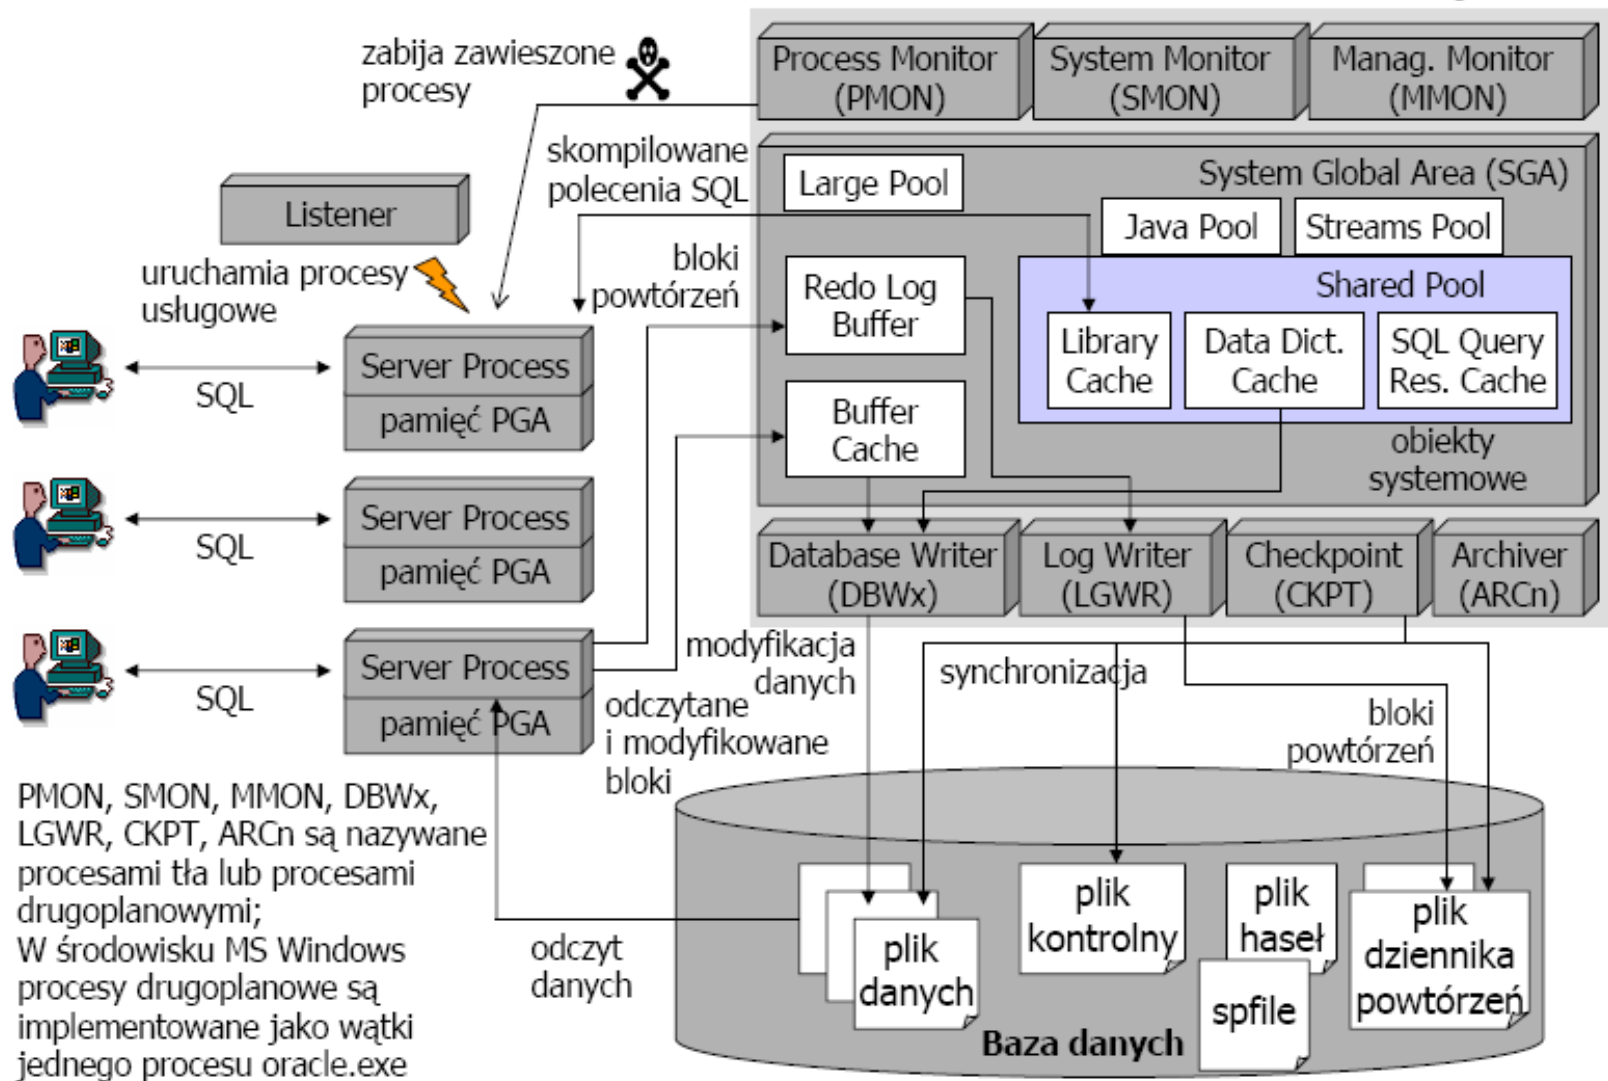 zabija zawieszone
procesy
Process Monitor
(PMON)
System Monitor
(SMON)
Manag. Monitor
(MMON)
skompilowane
polecenia SQL
Large Pool
System Global Area (SGA)
Java Pool
Streams Pool
Listener
uruchamia procesy
usługowe
bloki
powtórzeń
Redo Log
Buffer
Shared Pool
Library
Cache
Data Dict.
Cache
SQL Query
Res. Cache
Server Process
pamięć PGA
SQL
Buffer
Cache
obiekty
systemowe
Server Process
pamięć PGA
SQL
Database Writer
(DBWx)
Log Writer
(LGWR)
Checkpoint
(CKPT)
Archiver
(ARCn)
Server Process
pamięć PGA
SQL
modyfikacja
danych
synchronizacja
odczytane
i modyfikowane
bloki
bloki
powtórzeń
PMON, SMON, MMON, DBWx,
LGWR, CKPT, ARCn są nazywane
procesami tła lub procesami
drugoplanowymi;
W środowisku MS Windows
procesy drugoplanowe są
implementowane jako wątki
jednego procesu oracle.exe
odczyt
danych
plik
danych
plik
kontrolny
plik
haseł
spfile
plik
dziennika
powtórzeń
Baza danych